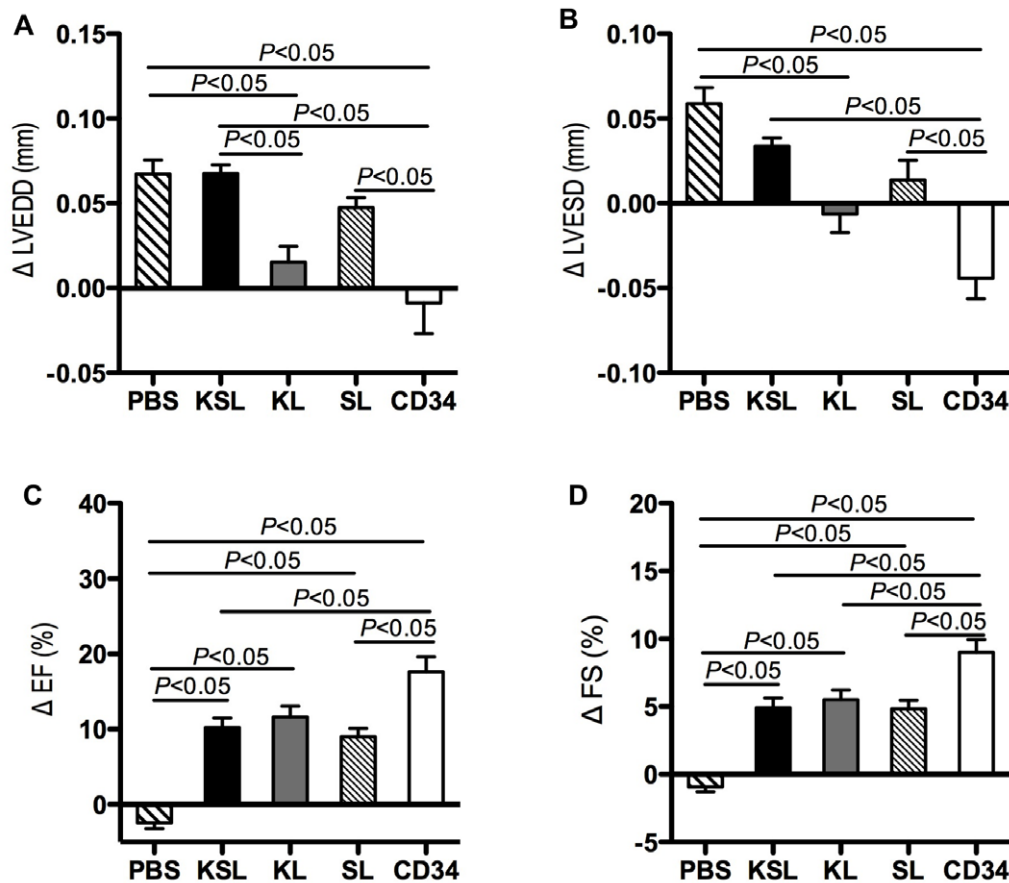 A
Δ LVEDD (mm)
0.15
0.10
0.05
0.00
-0.05
P<0.05
P<0.05
P<0.05
P<0.05
P<0.05
PBS KSL KL SL CD34
B
Δ LVESD (mm)
0.10
0.05
0.00
-0.05
-0.10
P<0.05
P<0.05
P<0.05
P<0.05
PBS KSL KL SL CD34
C
Δ EF (%)
40
30
20
10
0
P<0.05
P<0.05
P<0.05
P<0.05
P<0.05
P<0.05
PBS KSL KL SL CD34
D
Δ FS (%)
20
15
10
5
0
-5
P<0.05
P<0.05
P<0.05
P<0.05
P<0.05
P<0.05
P<0.05
PBS KSL KL SL CD34